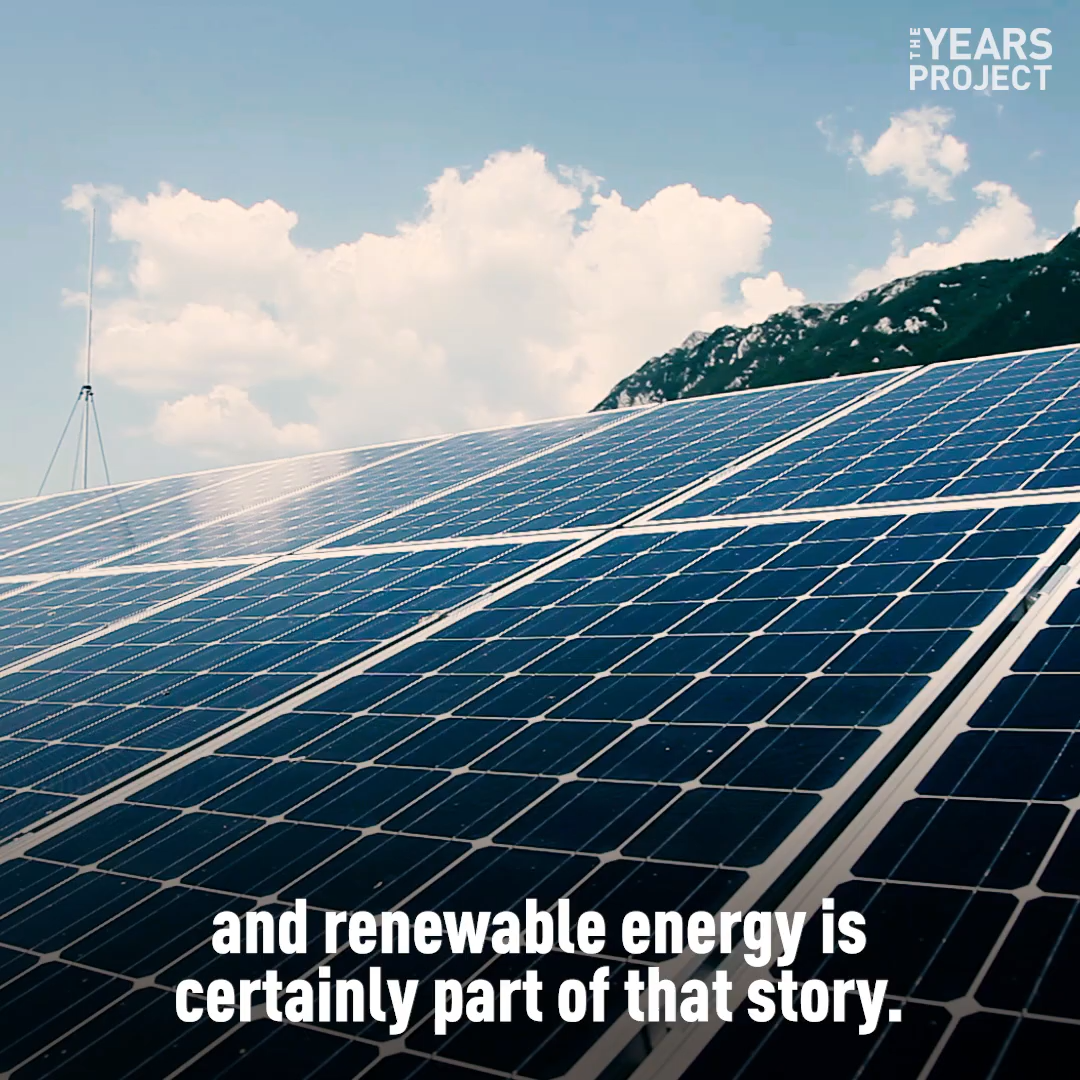 THE YEARS
PROJECT
and renewable energy is
certainly part of that story.